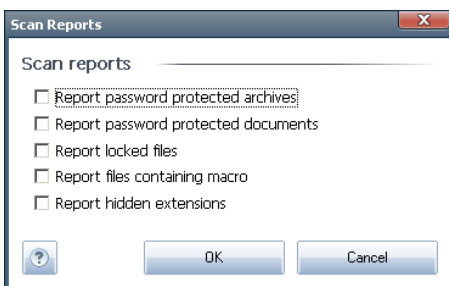 Scan Reports
Scan reports
Report password protected archives
Report password protected documents
Report locked files
Report files containing macro
Report hidden extensions
? OK Cancel